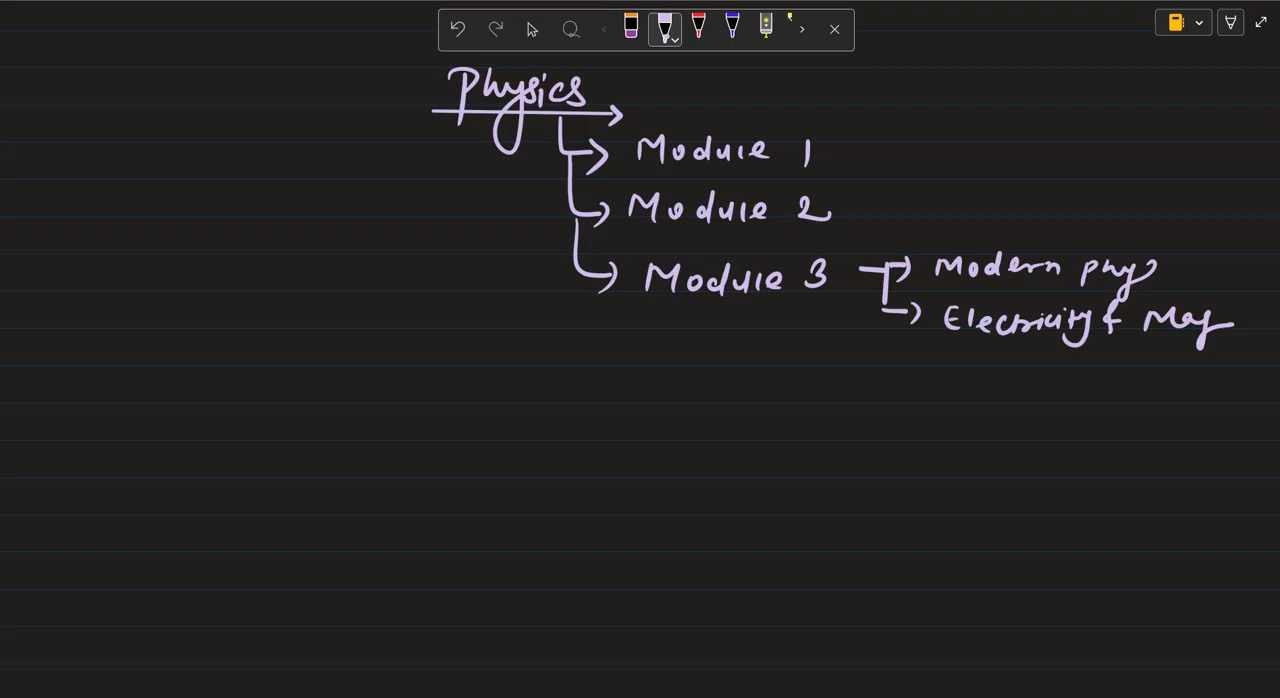 Physics
Module 1
Module 2
Module 3
Modern phy
Electricity & Mag